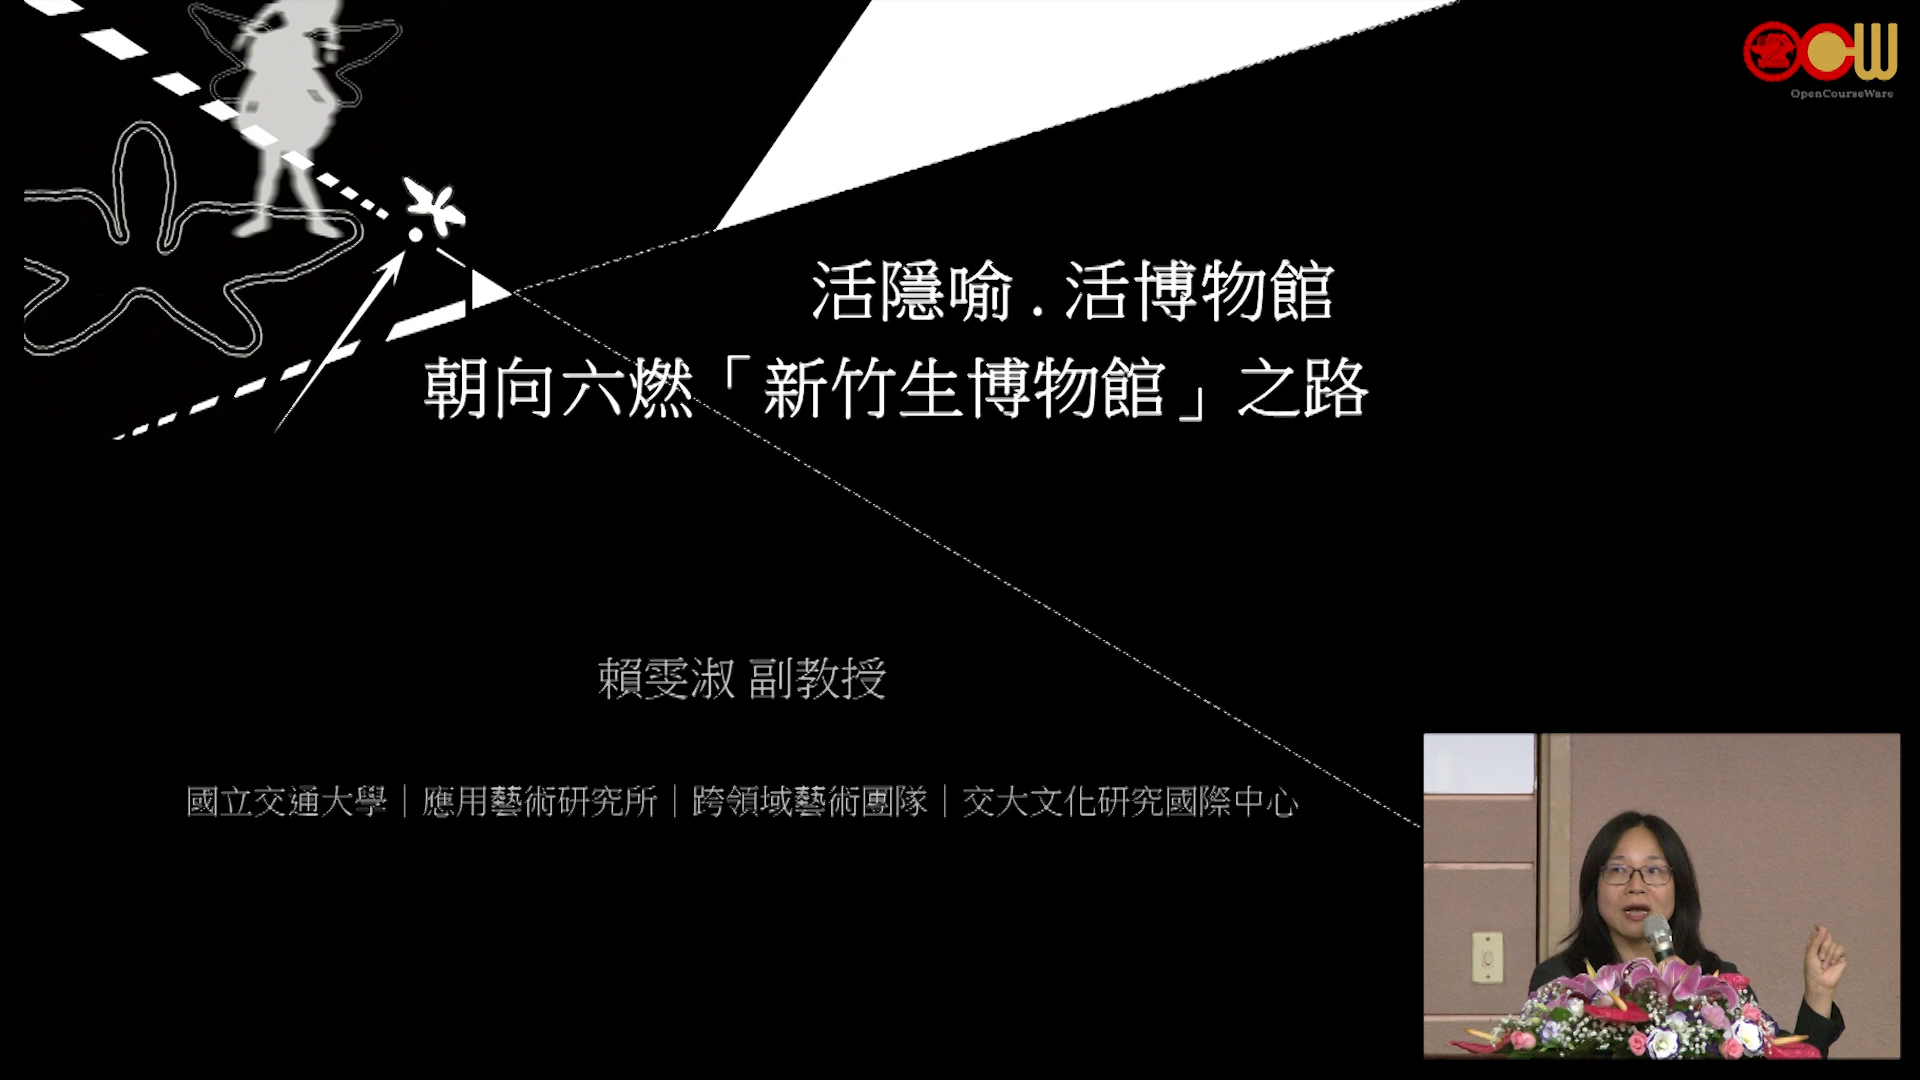 OpenCourseWare
活隱喻 . 活博物館
朝向六燃「新竹生博物館」之路
賴雯淑 副教授
國立交通大學｜應用藝術研究所｜跨領域藝術團隊｜交大文化研究國際中心